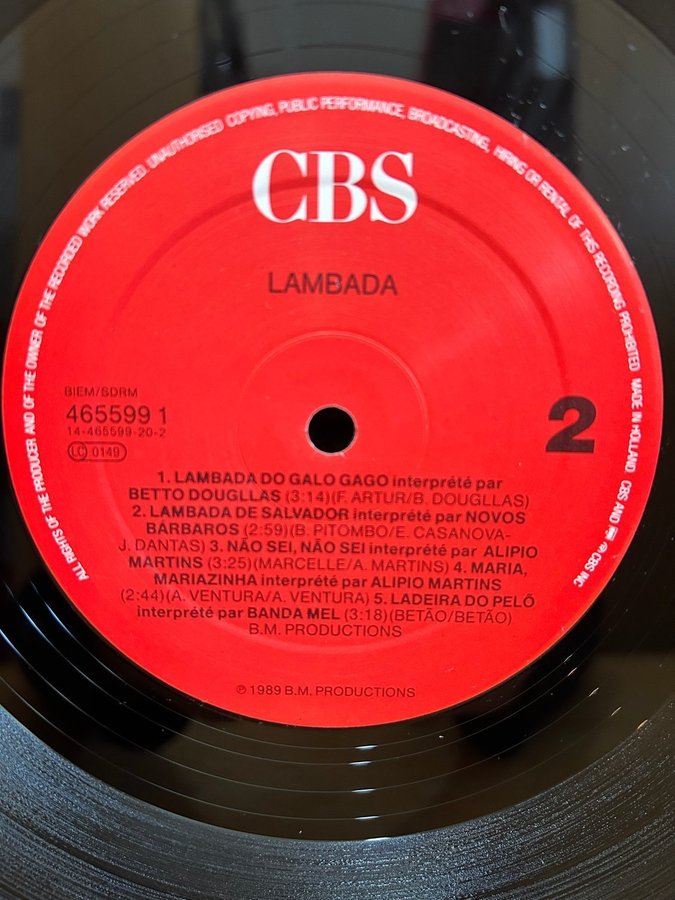 ALL RIGHTS OF THE PRODUCER AND OF THE OWNER OF THE RECORDED WORK RESERVED. UNAUTHORISED COPYING, PUBLIC PERFORMANCE, BROADCASTING, HIRING OR RENTAL OF THIS RECORDING PROHIBITED MADE IN HOLLAND CBS AND ℗ CBS INC
CBS
LAMBADA
BIEM/SDRM
465599 1
14-465599-20-2
LC 0149
2
1. LAMBADA DO GALO GAGO interprété par
BETTO DOUGLLAS (3:14)(F. ARTUR/B. DOUGLLAS)
2. LAMBADA DE SALVADOR interprété par NOVOS
BÁRBAROS (2:59)(B. PITOMBO/E. CASANOVA-
J. DANTAS) 3. NÃO SEI, NÃO SEI interprété par ALIPIO
MARTINS (3:25)(MARCELLE/A. MARTINS) 4. MARIA,
MARIAZINHA interprété par ALIPIO MARTINS
(2:44)(A. VENTURA/A. VENTURA) 5. LADEIRA DO PELÔ
interprété par BANDA MEL (3:18)(BETÃO/BETÃO)
B.M. PRODUCTIONS
℗ 1989 B.M. PRODUCTIONS